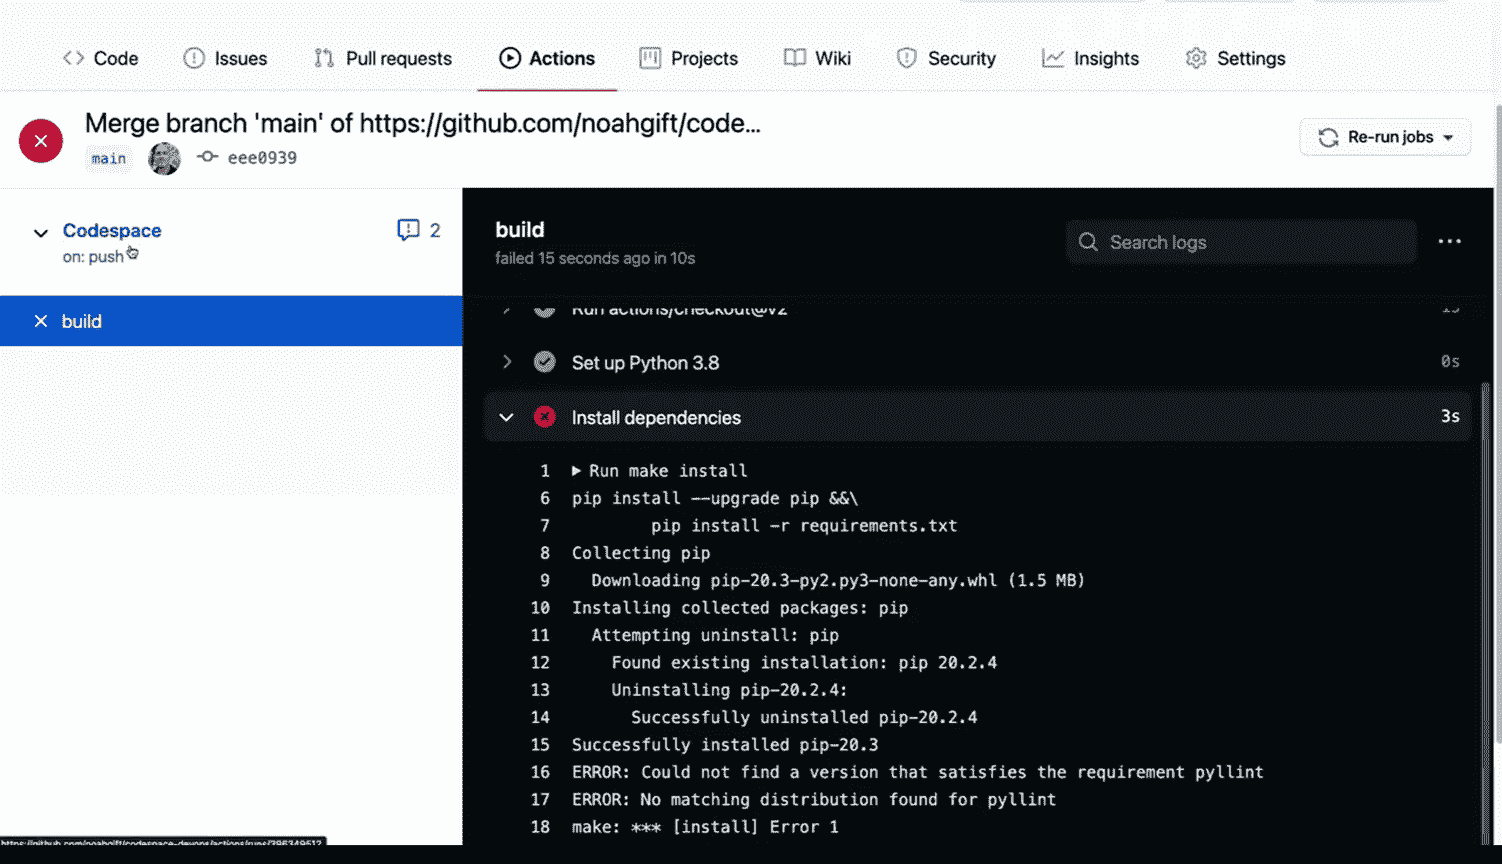 Code Issues Pull requests Actions Projects Wiki Security Insights Settings
Merge branch 'main' of https://github.com/noahgift/code...
main eee0939
Re-run jobs
Codespace 2
on: push
build
build
failed 15 seconds ago in 10s
Search logs
Run actions/checkout@v2 1s
Set up Python 3.8 0s
Install dependencies 3s
1 Run make install
6 pip install --upgrade pip &&\
7 pip install -r requirements.txt
8 Collecting pip
9 Downloading pip-20.3-py2.py3-none-any.whl (1.5 MB)
10 Installing collected packages: pip
11 Attempting uninstall: pip
12 Found existing installation: pip 20.2.4
13 Uninstalling pip-20.2.4:
14 Successfully uninstalled pip-20.2.4
15 Successfully installed pip-20.3
16 ERROR: Could not find a version that satisfies the requirement pyllint
17 ERROR: No matching distribution found for pyllint
18 make: *** [install] Error 1